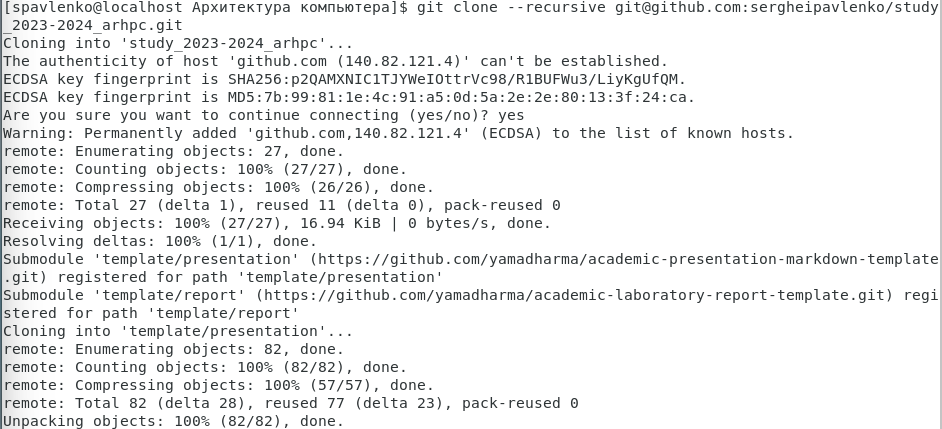 [spavlenko@localhost Архитектура компьютера]$ git clone --recursive git@github.com:sergheipavlenko/study
_2023-2024_arhpc.git
Cloning into 'study_2023-2024_arhpc'...
The authenticity of host 'github.com (140.82.121.4)' can't be established.
ECDSA key fingerprint is SHA256:p2QAMXNIC1TJYWeIOttrVc98/R1BUFWu3/LiyKgUfQM.
ECDSA key fingerprint is MD5:7b:99:81:1e:4c:91:a5:0d:5a:2e:2e:80:13:3f:24:ca.
Are you sure you want to continue connecting (yes/no)? yes
Warning: Permanently added 'github.com,140.82.121.4' (ECDSA) to the list of known hosts.
remote: Enumerating objects: 27, done.
remote: Counting objects: 100% (27/27), done.
remote: Compressing objects: 100% (26/26), done.
remote: Total 27 (delta 1), reused 11 (delta 0), pack-reused 0
Receiving objects: 100% (27/27), 16.94 KiB | 0 bytes/s, done.
Resolving deltas: 100% (1/1), done.
Submodule 'template/presentation' (https://github.com/yamadharma/academic-presentation-markdown-template
.git) registered for path 'template/presentation'
Submodule 'template/report' (https://github.com/yamadharma/academic-laboratory-report-template.git) regi
stered for path 'template/report'
Cloning into 'template/presentation'...
remote: Enumerating objects: 82, done.
remote: Counting objects: 100% (82/82), done.
remote: Compressing objects: 100% (57/57), done.
remote: Total 82 (delta 28), reused 77 (delta 23), pack-reused 0
Unpacking objects: 100% (82/82), done.